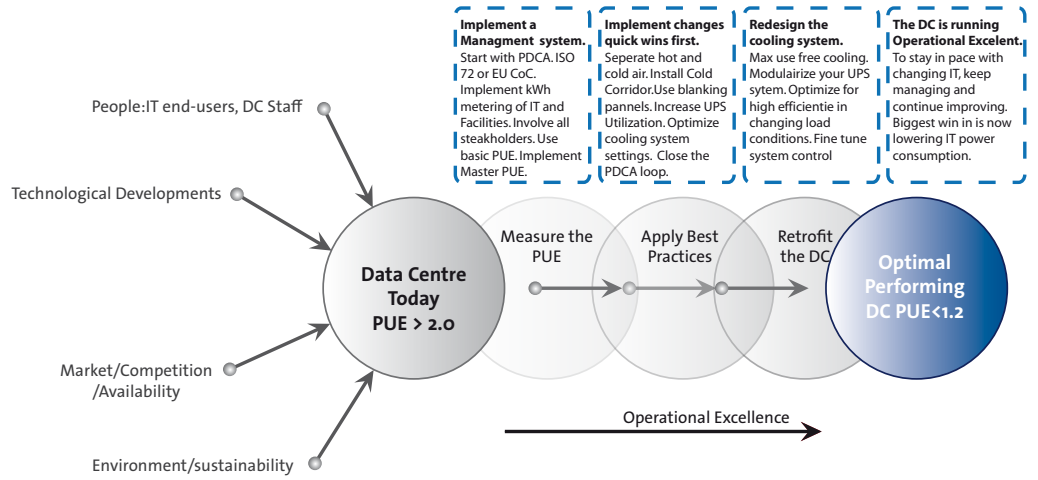 Implement a
Managment system.
Start with PDCA. ISO
72 or EU CoC.
Implement kWh
metering of IT and
Facilities. Involve all
steakholders. Use
basic PUE. Implement
Master PUE.
Implement changes
quick wins first.
Seperate hot and
cold air. Install Cold
Corridor.Use blanking
pannels. Increase UPS
Utilization. Optimize
cooling system
settings. Close the
PDCA loop.
Redesign the
cooling system.
Max use free cooling.
Modulairize your UPS
sytem. Optimize for
high efficientie in
changing load
conditions. Fine tune
system control
The DC is running
Operational Excelent.
To stay in pace with
changing IT, keep
managing and
continue improving.
Biggest win in is now
lowering IT power
consumption.
People:IT end-users, DC Staff
Technological Developments
Market/Competition
/Availability
Environment/sustainability
Data Centre
Today
PUE > 2.0
Measure the
PUE
Apply Best
Practices
Retrofit
the DC
Optimal
Performing
DC PUE<1.2
Operational Excellence